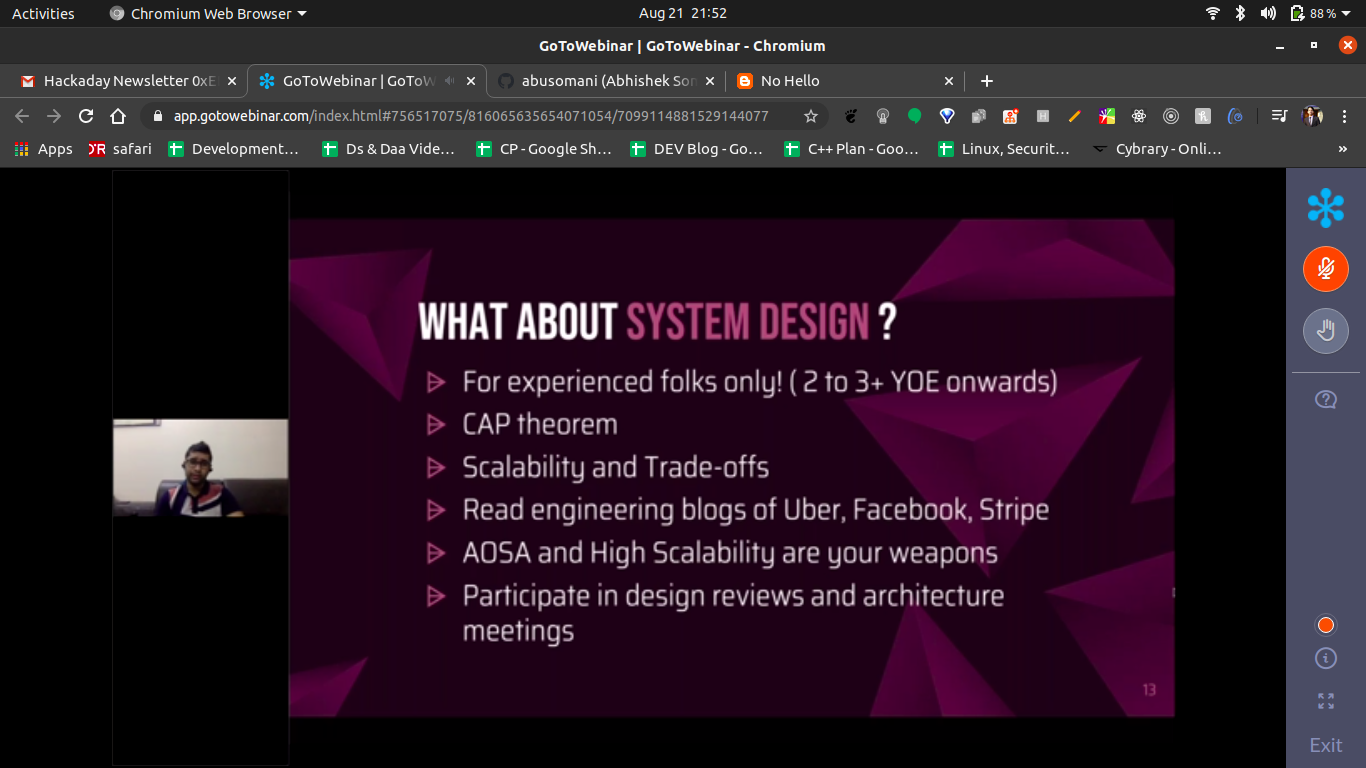 Activities
Chromium Web Browser
Aug 21 21:52
88 %
GoToWebinar | GoToWebinar - Chromium
Hackaday Newsletter 0xE
GoToWebinar | GoToW
abusomani (Abhishek Son
No Hello
app.gotowebinar.com/index.html#756517075/816065635654071054/7099114881529144077
Apps
safari
Development…
Ds & Daa Vide…
CP - Google Sh…
DEV Blog - Go…
C++ Plan - Goo…
Linux, Securit…
Cybrary - Onli…
»
WHAT ABOUT SYSTEM DESIGN ?
For experienced folks only! ( 2 to 3+ YOE onwards)
CAP theorem
Scalability and Trade-offs
Read engineering blogs of Uber, Facebook, Stripe
AOSA and High Scalability are your weapons
Participate in design reviews and architecture
meetings
13
Exit